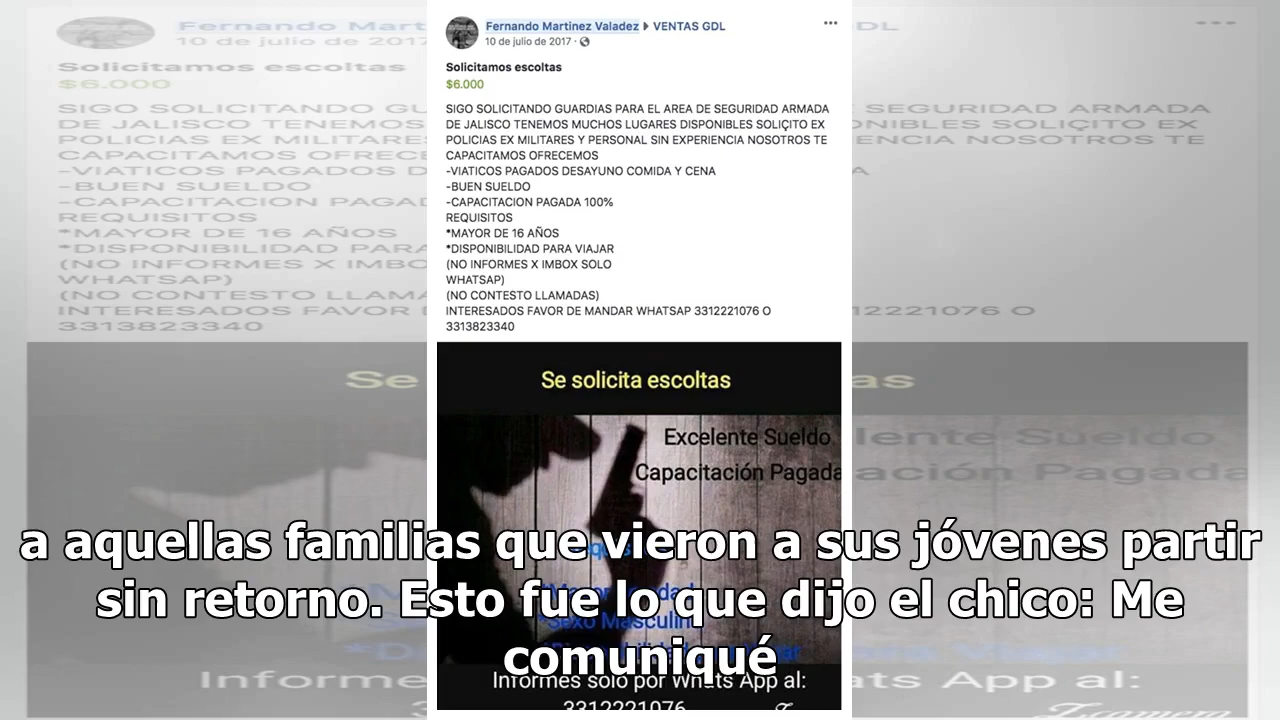 Fernando Martinez Valadez ▸ VENTAS GDL
10 de julio de 2017 ·
Solicitamos escoltas
$6.000
SIGO SOLICITANDO GUARDIAS PARA EL AREA DE SEGURIDAD ARMADA
DE JALISCO TENEMOS MUCHOS LUGARES DISPONIBLES SOLIÇITO EX
POLICIAS EX MILITARES Y PERSONAL SIN EXPERIENCIA NOSOTROS TE
CAPACITAMOS OFRECEMOS
-VIATICOS PAGADOS DESAYUNO COMIDA Y CENA
-BUEN SUELDO
-CAPACITACION PAGADA 100%
REQUISITOS
*MAYOR DE 16 AÑOS
*DISPONIBILIDAD PARA VIAJAR
(NO INFORMES X IMBOX SOLO
WHATSAP)
(NO CONTESTO LLAMADAS)
INTERESADOS FAVOR DE MANDAR WHATSAP 3312221076 O
3313823340
Se solicita escoltas
Excelente Sueldo
Capacitación Pagada
a aquellas familias que vieron a sus jóvenes partir
sin retorno. Esto fue lo que dijo el chico: Me
*Sexo Masculin
comuniqué
Informes solo por Whats App al:
3312221076